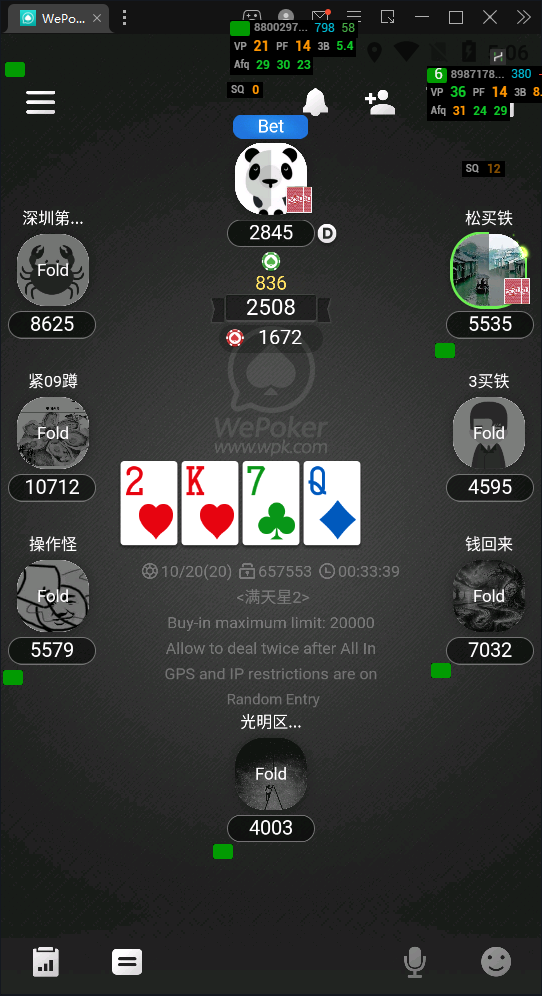 WePo...
8800297... 798 58
VP 21 PF 14 3B 5.4
Afq 29 30 23
SQ 0
6 8987178... 380
VP 36 PF 14 3B 8.
Afq 31 24 29
SQ 12
Bet
2845 D
836
2508
1672
深圳第...
Fold
8625
松买铁
5535
紧09蹲
Fold
10712
3买铁
Fold
4595
WePoker
www.wpk.com
2 K 7 Q
操作怪
Fold
5579
钱回来
Fold
7032
10/20(20) 657553 00:33:39
<满天星2>
Buy-in maximum limit: 20000
Allow to deal twice after All In
GPS and IP restrictions are on
Random Entry
光明区...
Fold
4003